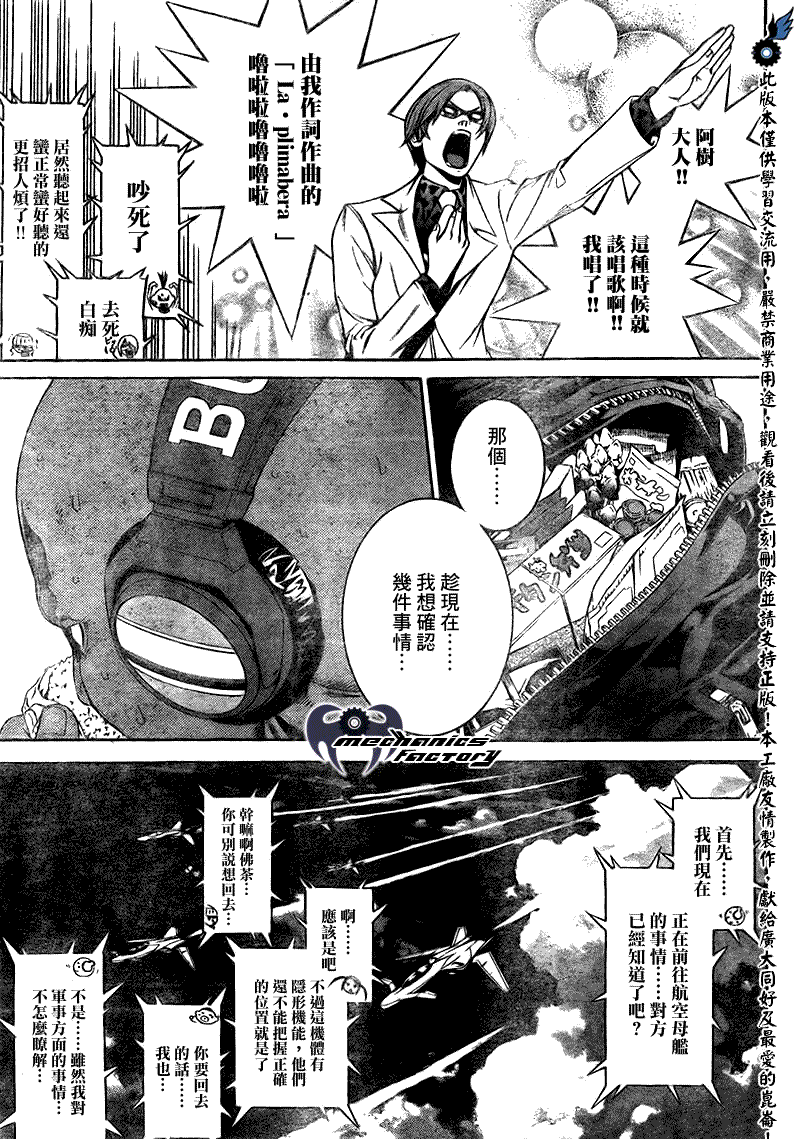 阿樹
大人!!
這種時候就
該唱歌啊!!
我唱了!!
由我作詞作曲的
「La・plimabera」
嚕啦啦嚕嚕嚕啦
吵死了
去死
白痴
居然聽起來還
蠻正常蠻好聽的
更招人煩了!!
那個……
趁現在……
我想確認
幾件事情…
BU
mechanics
Factory
首先……
我們現在
正在前往航空母艦
的事情……對方
已經知道了吧？
啊……
應該是吧
不過這機體有
隱形機能，他們
還不能把握正確
的位置就是了
幹嘛啊佛茶…
你可別說想回去…
你要回去
的話……
我也…
不是……雖然我對
軍事方面的事情…
不怎麼瞭解…
此版本僅供學習交流用，嚴禁商業用途，觀看後請立刻刪除並請支持正版！本工廠友情製作，獻給廣大同好及最愛的崑崙！